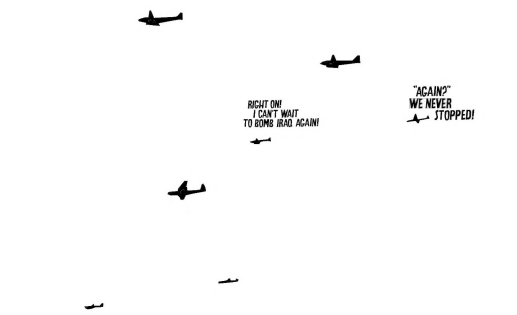 RIGHT ON!
I CAN'T WAIT
TO BOMB IRAQ AGAIN!
"AGAIN?"
WE NEVER
STOPPED!